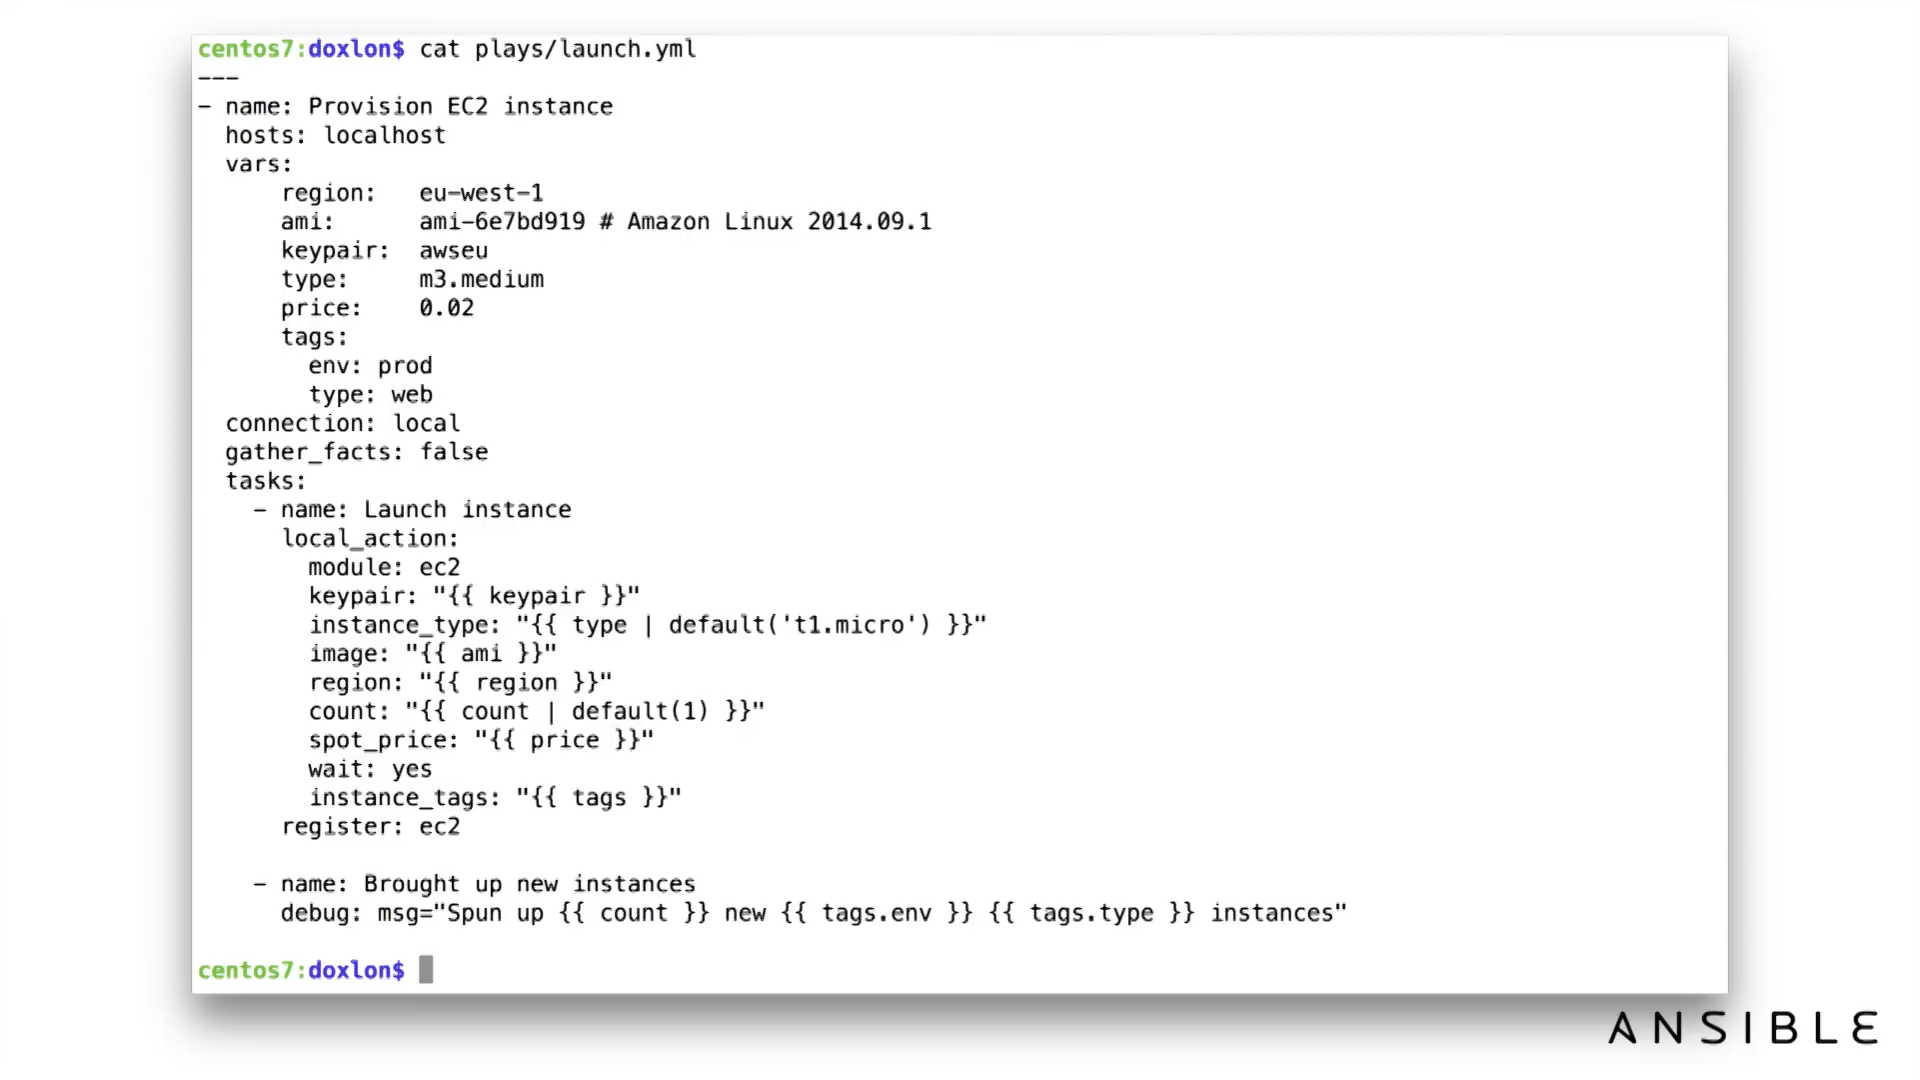 centos7:doxlon$ cat plays/launch.yml
---
- name: Provision EC2 instance
  hosts: localhost
  vars:
      region:   eu-west-1
      ami:      ami-6e7bd919 # Amazon Linux 2014.09.1
      keypair:  awseu
      type:     m3.medium
      price:    0.02
      tags:
        env: prod
        type: web
  connection: local
  gather_facts: false
  tasks:
    - name: Launch instance
      local_action:
        module: ec2
        keypair: "{{ keypair }}"
        instance_type: "{{ type | default('t1.micro') }}"
        image: "{{ ami }}"
        region: "{{ region }}"
        count: "{{ count | default(1) }}"
        spot_price: "{{ price }}"
        wait: yes
        instance_tags: "{{ tags }}"
      register: ec2

    - name: Brought up new instances
      debug: msg="Spun up {{ count }} new {{ tags.env }} {{ tags.type }} instances"

centos7:doxlon$
ANSIBLE